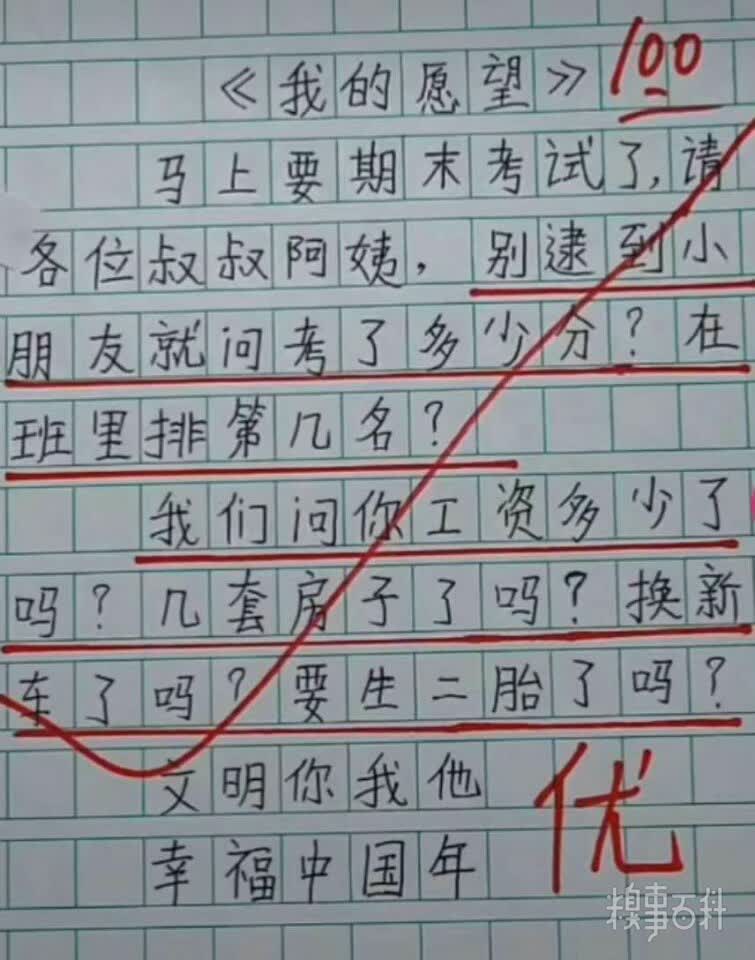 《我的愿望》 100
马上要期末考试了,请
各位叔叔阿姨,别逮到小
朋友就问考了多少分?在
班里排第几名?
我们问你工资多少了
吗?几套房子了吗?换新
车了吗?要生二胎了吗?
文明你我他
优
幸福中国年
糗事百科